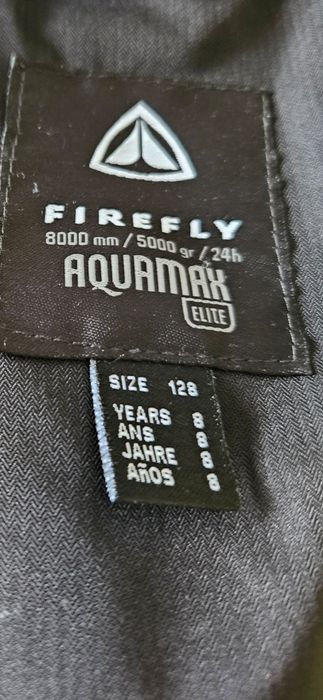 FIREFLY
8000 mm / 5000 gr / 24h
AQUAMAX
ELITE
SIZE 128
YEARS 8
ANS 8
JAHRE 8
AÑOS 8